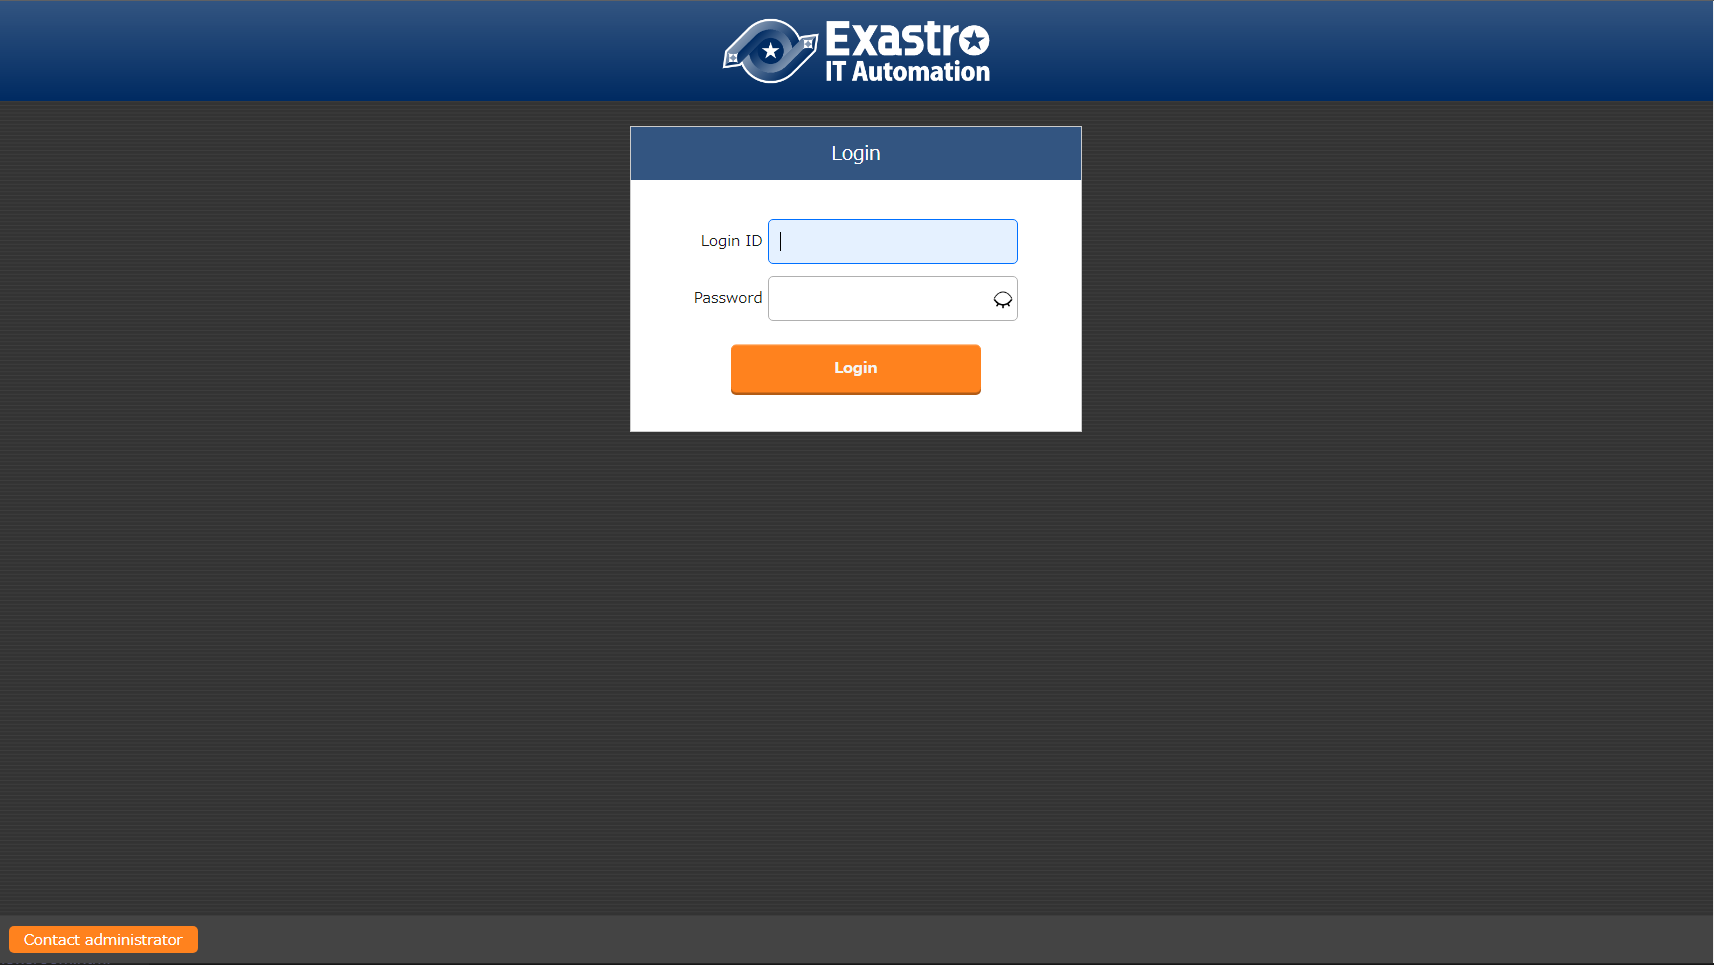 Exastro
IT Automation
Login
Login ID
Password
Login
Contact administrator